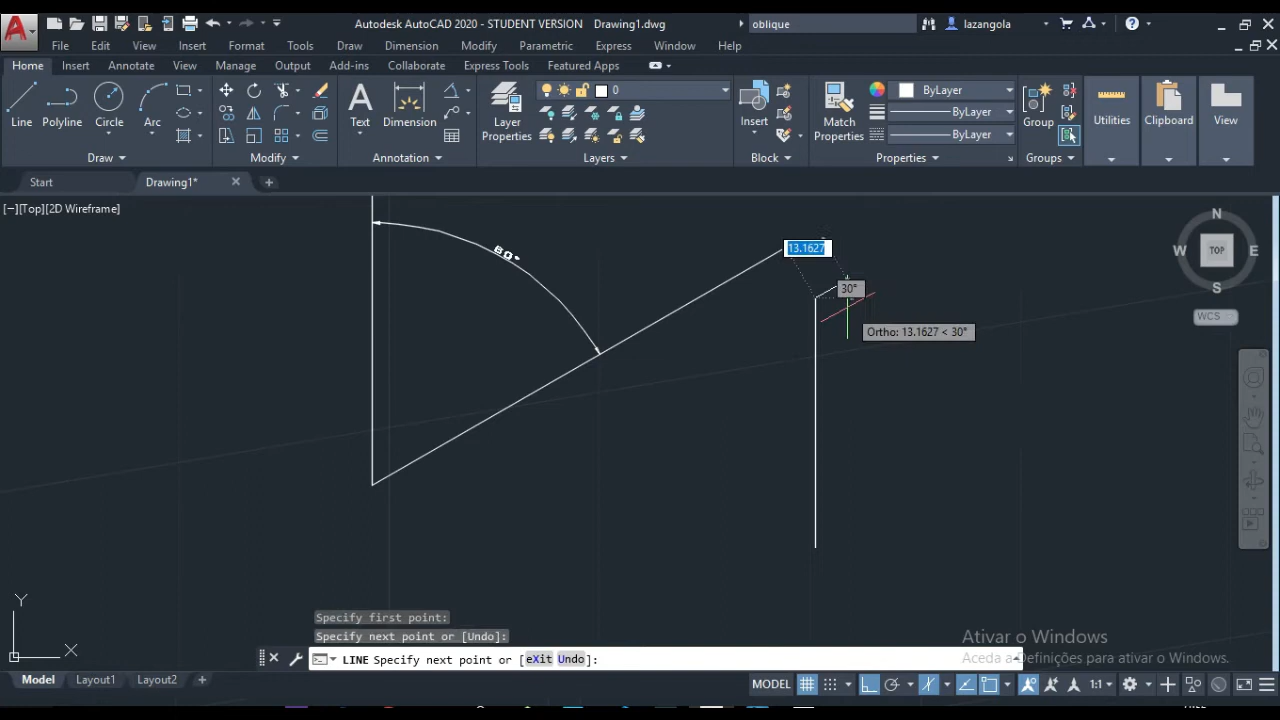 Autodesk AutoCAD 2020 - STUDENT VERSION Drawing1.dwg oblique lazangola
File Edit View Insert Format Tools Draw Dimension Modify Parametric Express Window Help
Home Insert Annotate View Manage Output Add-ins Collaborate Express Tools Featured Apps
0 ByLayer
ByLayer
ByLayer
Line Polyline Circle Arc Text Dimension Layer Properties Insert Match Properties Group Utilities Clipboard View
Draw Modify Annotation Layers Block Properties Groups
Start Drawing1*
[−][Top][2D Wireframe]
N
W TOP E
S
WCS
60°
13.1627
30°
Ortho: 13.1627 < 30°
Y
X
Specify first point:
Specify next point or [Undo]:
LINE Specify next point or [eXit Undo]:
Ativar o Windows
Aceda a Definições para ativar o Windows.
Model Layout1 Layout2
MODEL 1:1